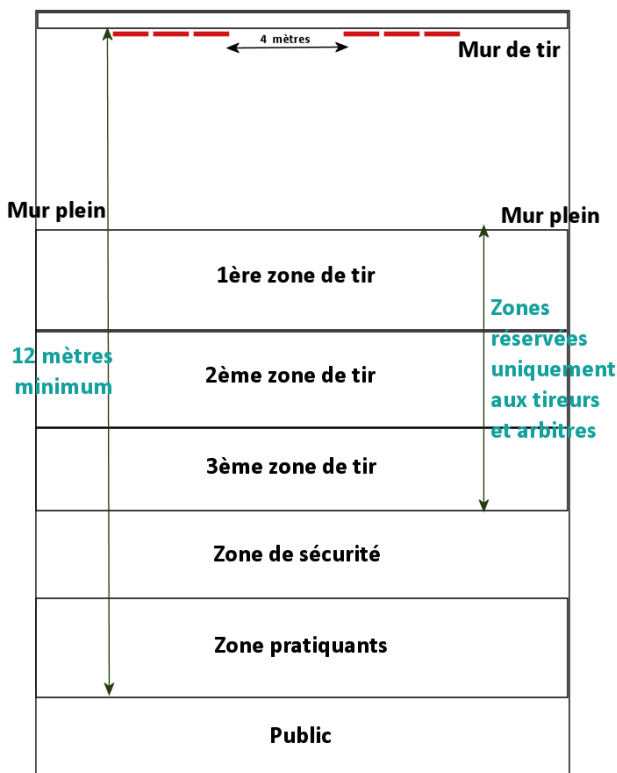 4 mètres
Mur de tir
Mur plein
Mur plein
1ère zone de tir
Zones
réservées
uniquement
aux tireurs
et arbitres
12 mètres
minimum
2ème zone de tir
3ème zone de tir
Zone de sécurité
Zone pratiquants
Public